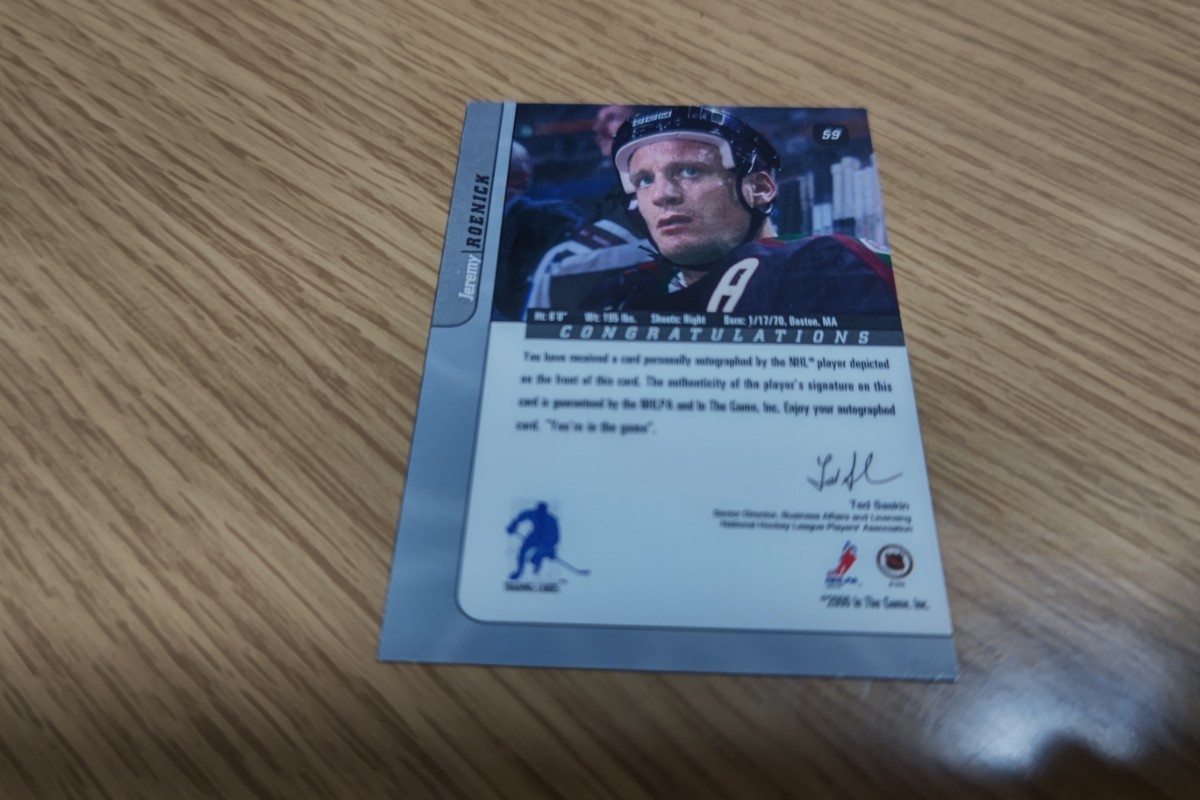 59
Jeremy ROENICK
A
Ht: 6'0" Wt: 195 lbs. Shoots: Right Born: 1/17/70, Boston, MA
CONGRATULATIONS
You have received a card personally autographed by the NHL® player depicted
on the front of this card. The authenticity of the player's signature on this
card is guaranteed by the NHLPA and In The Game, Inc. Enjoy your autographed
card. "You're in the game".
Ted Saskin
Senior Director, Business Affairs and Licensing
National Hockey League Players' Association
©2000 In The Game, Inc.